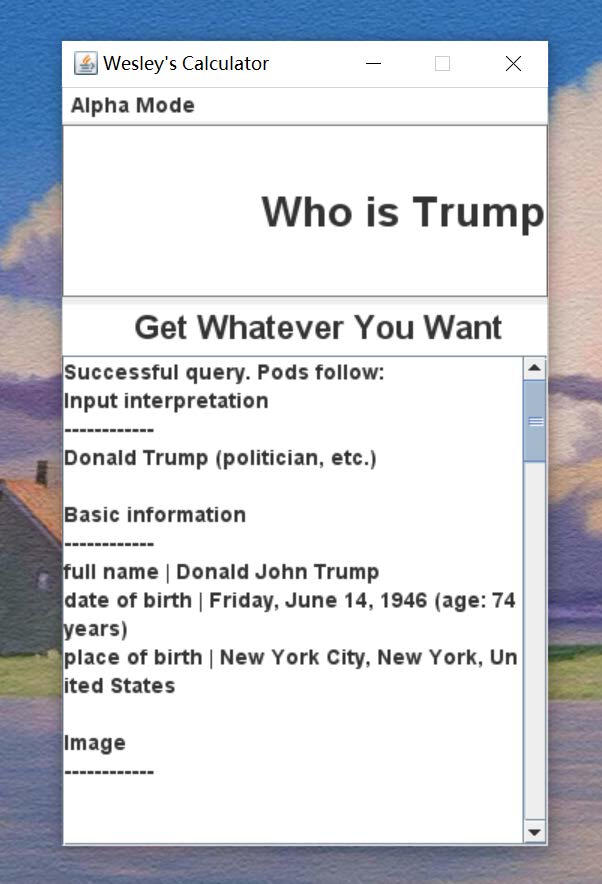 Wesley's Calculator
Alpha Mode
Who is Trump
Get Whatever You Want
Successful query. Pods follow:
Input interpretation
------------
Donald Trump (politician, etc.)
Basic information
------------
full name | Donald John Trump
date of birth | Friday, June 14, 1946 (age: 74
years)
place of birth | New York City, New York, Un
ited States
Image
------------